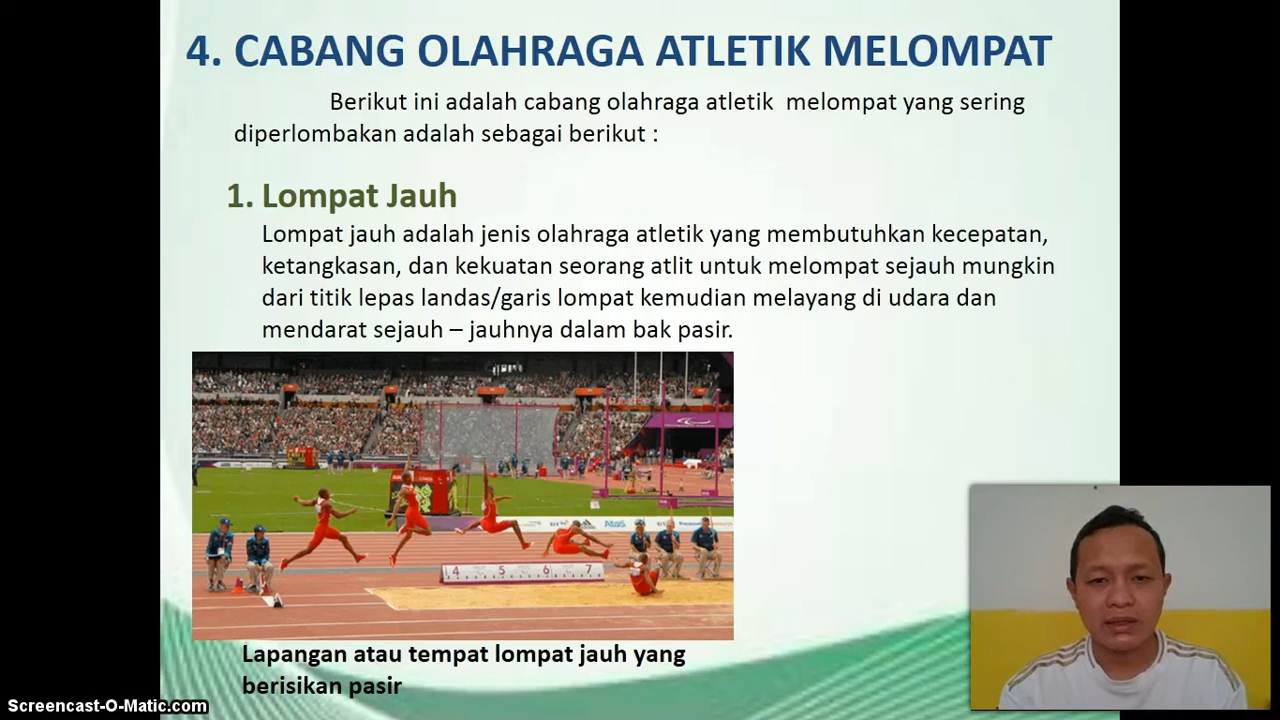 4. CABANG OLAHRAGA ATLETIK MELOMPAT
Berikut ini adalah cabang olahraga atletik melompat yang sering
diperlombakan adalah sebagai berikut :
1. Lompat Jauh
Lompat jauh adalah jenis olahraga atletik yang membutuhkan kecepatan,
ketangkasan, dan kekuatan seorang atlit untuk melompat sejauh mungkin
dari titik lepas landas/garis lompat kemudian melayang di udara dan
mendarat sejauh – jauhnya dalam bak pasir.
Atos
4 5 6 7
Lapangan atau tempat lompat jauh yang
berisikan pasir
Screencast-O-Matic.com